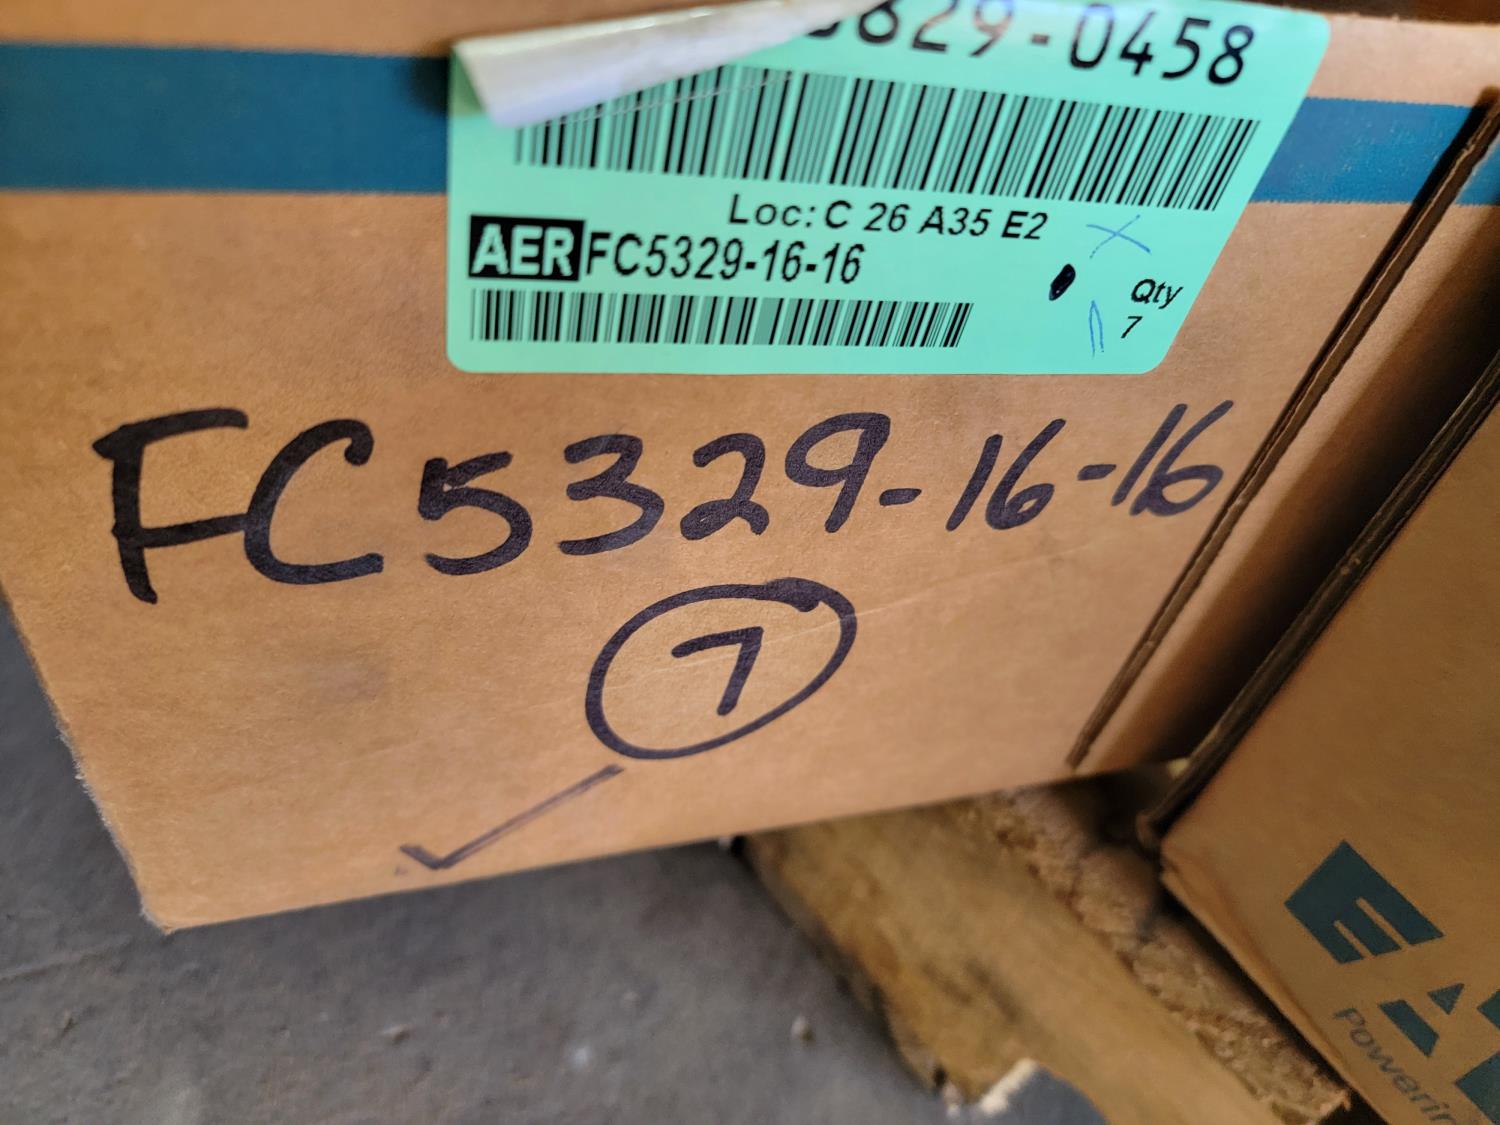 829-0458
Loc: C 26 A35 E2
AER FC5329-16-16
Qty
7
FC5329-16-16
7